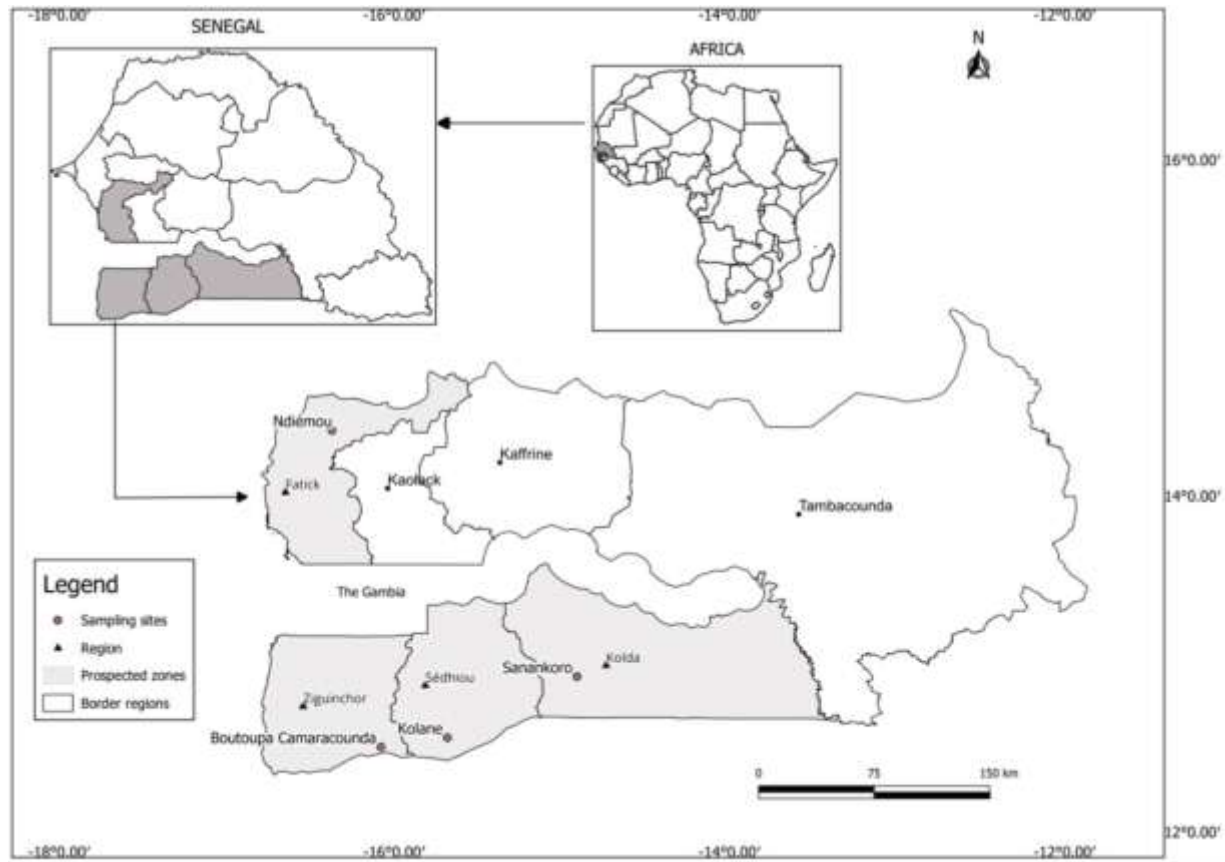 -18°0.00′ -16°0.00′ -14°0.00′ -12°0.00′
SENEGAL
AFRICA
N
16°0.00′
Ndiémou
Kaffrine
Fatick
Kaolack
Tambacounda
14°0.00′
The Gambia
Legend
Sampling sites
Region
Prospected zones
Border regions
Sanankoro
Kolda
Sédhiou
Ziguinchor
Kolane
Boutoupa Camaracounda
0 75 150 km
12°0.00′
-18°0.00′ -16°0.00′ -14°0.00′ -12°0.00′